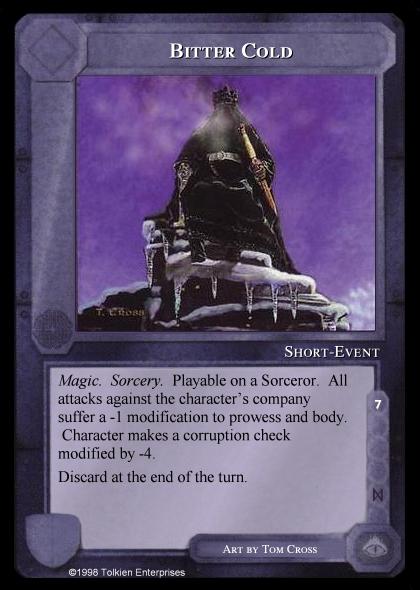 BITTER COLD
T. CROSS
SHORT-EVENT
Magic. Sorcery. Playable on a Sorceror. All
attacks against the character's company
suffer a -1 modification to prowess and body.
Character makes a corruption check
modified by -4.
Discard at the end of the turn.
7
ART BY TOM CROSS
©1998 Tolkien Enterprises